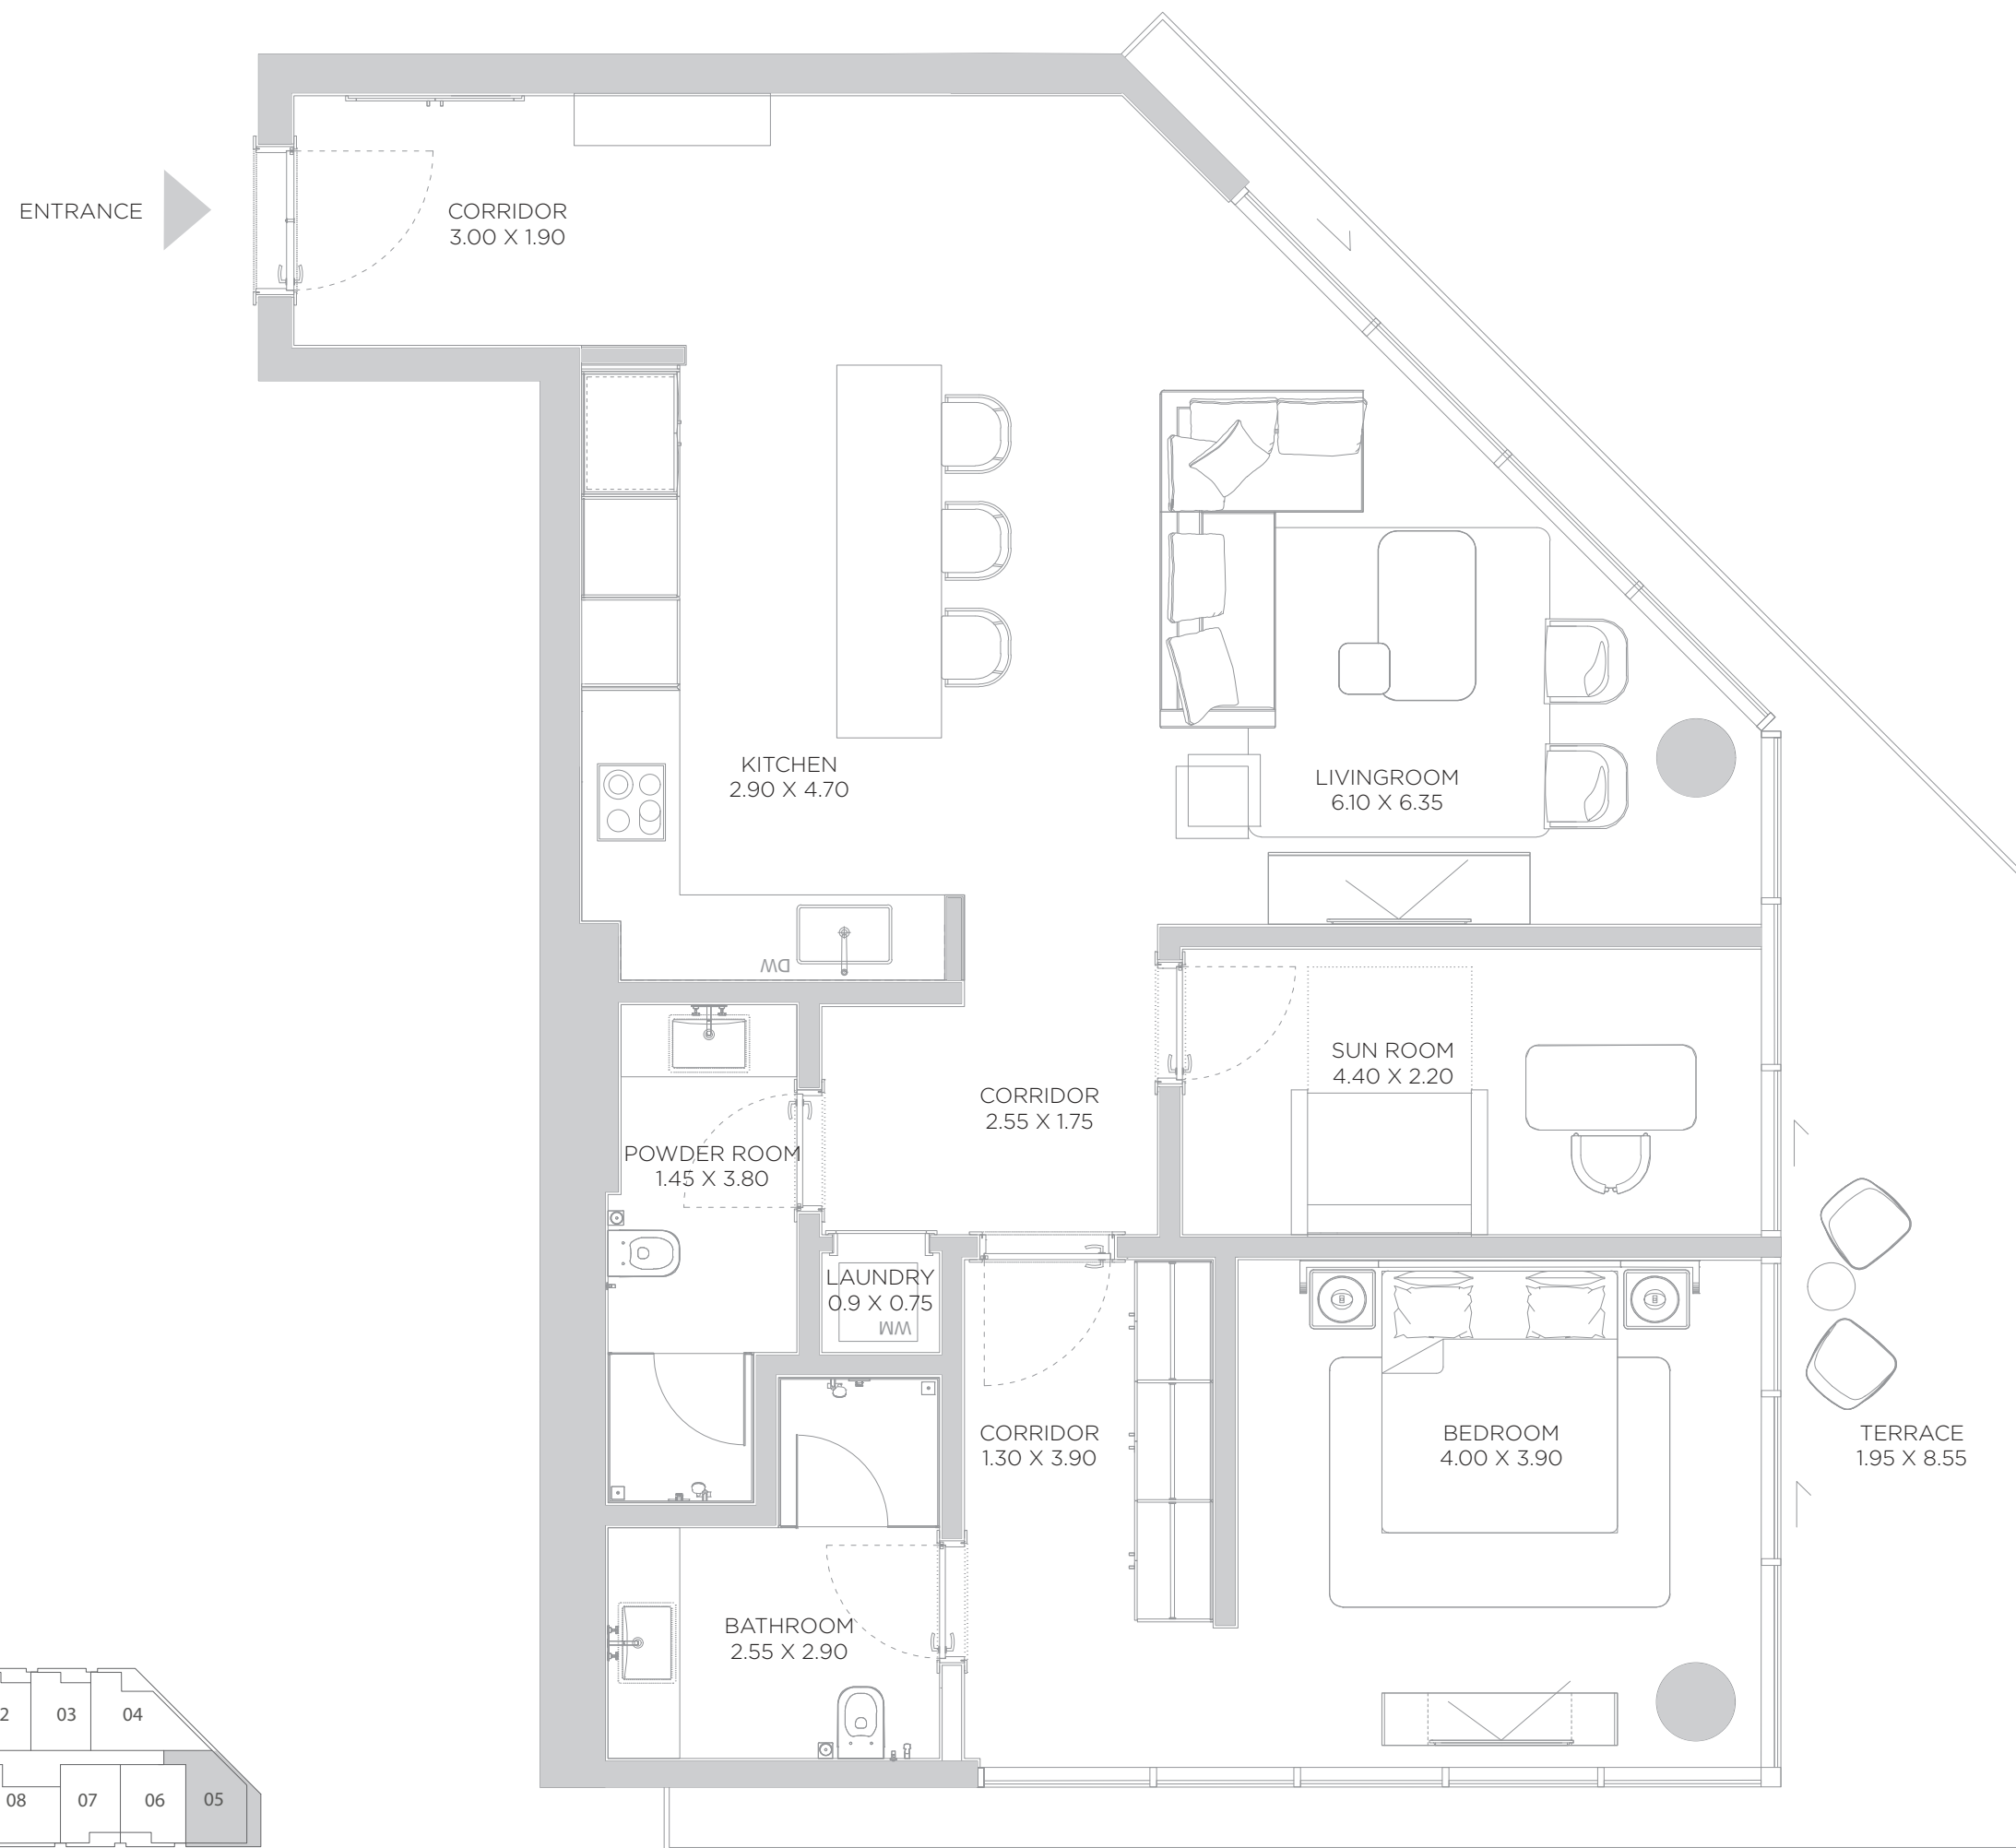 ENTRANCE
CORRIDOR
3.00 X 1.90
KITCHEN
2.90 X 4.70
LIVINGROOM
6.10 X 6.35
DW
SUN ROOM
4.40 X 2.20
CORRIDOR
2.55 X 1.75
POWDER ROOM
1.45 X 3.80
LAUNDRY
0.9 X 0.75
WM
CORRIDOR
1.30 X 3.90
BEDROOM
4.00 X 3.90
TERRACE
1.95 X 8.55
BATHROOM
2.55 X 2.90
2
03
04
08
07
06
05